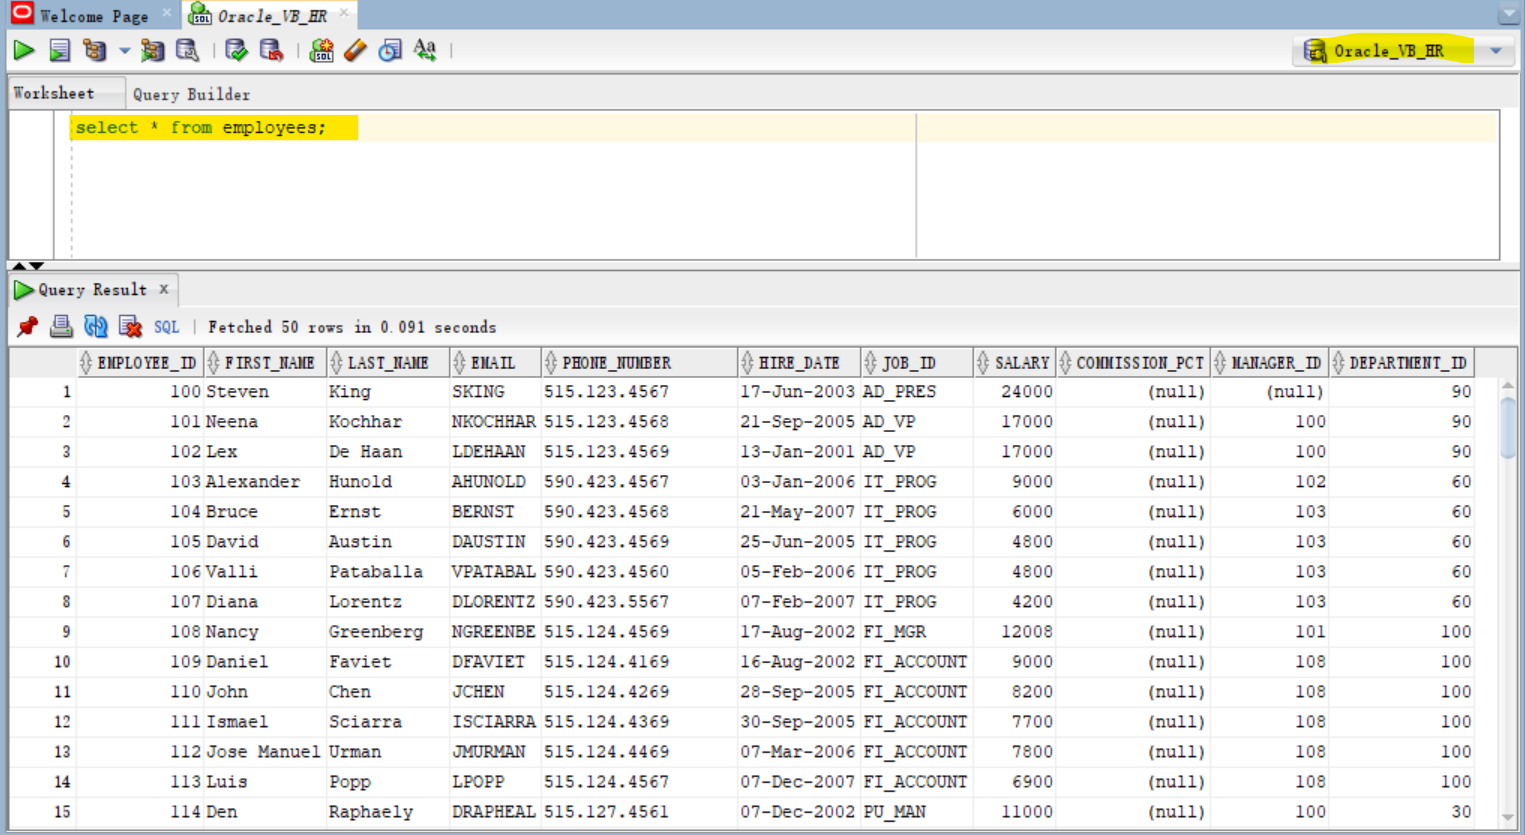 Welcome Page Oracle_VB_HR
Oracle_VB_HR
Worksheet Query Builder
select * from employees;
Query Result x
SQL | Fetched 50 rows in 0.091 seconds
EMPLOYEE_ID FIRST_NAME LAST_NAME EMAIL PHONE_NUMBER HIRE_DATE JOB_ID SALARY COMMISSION_PCT MANAGER_ID DEPARTMENT_ID
1 100 Steven King SKING 515.123.4567 17-Jun-2003 AD_PRES 24000 (null) (null) 90
2 101 Neena Kochhar NKOCHHAR 515.123.4568 21-Sep-2005 AD_VP 17000 (null) 100 90
3 102 Lex De Haan LDEHAAN 515.123.4569 13-Jan-2001 AD_VP 17000 (null) 100 90
4 103 Alexander Hunold AHUNOLD 590.423.4567 03-Jan-2006 IT_PROG 9000 (null) 102 60
5 104 Bruce Ernst BERNST 590.423.4568 21-May-2007 IT_PROG 6000 (null) 103 60
6 105 David Austin DAUSTIN 590.423.4569 25-Jun-2005 IT_PROG 4800 (null) 103 60
7 106 Valli Pataballa VPATABAL 590.423.4560 05-Feb-2006 IT_PROG 4800 (null) 103 60
8 107 Diana Lorentz DLORENTZ 590.423.5567 07-Feb-2007 IT_PROG 4200 (null) 103 60
9 108 Nancy Greenberg NGREENBE 515.124.4569 17-Aug-2002 FI_MGR 12008 (null) 101 100
10 109 Daniel Faviet DFAVIET 515.124.4169 16-Aug-2002 FI_ACCOUNT 9000 (null) 108 100
11 110 John Chen JCHEN 515.124.4269 28-Sep-2005 FI_ACCOUNT 8200 (null) 108 100
12 111 Ismael Sciarra ISCIARRA 515.124.4369 30-Sep-2005 FI_ACCOUNT 7700 (null) 108 100
13 112 Jose Manuel Urman JMURMAN 515.124.4469 07-Mar-2006 FI_ACCOUNT 7800 (null) 108 100
14 113 Luis Popp LPOPP 515.124.4567 07-Dec-2007 FI_ACCOUNT 6900 (null) 108 100
15 114 Den Raphaely DRAPHEAL 515.127.4561 07-Dec-2002 PU_MAN 11000 (null) 100 30